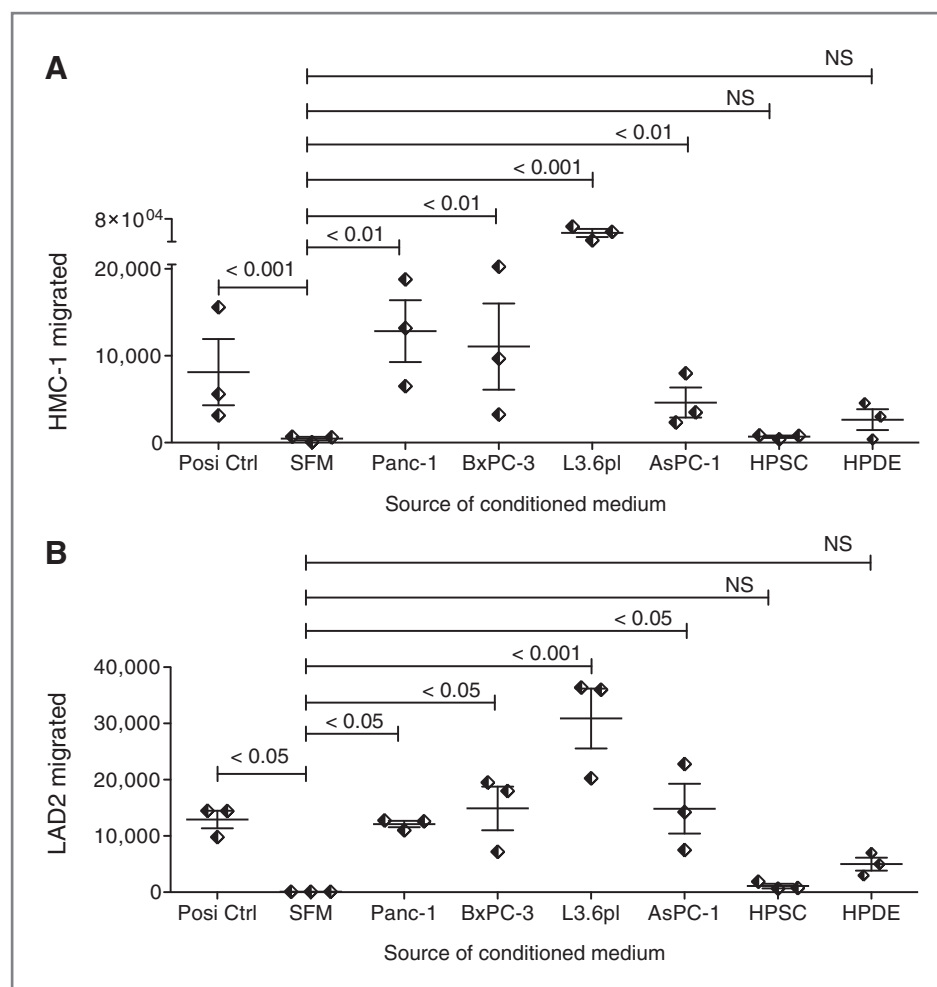 A
NS
NS
< 0.01
< 0.001
< 0.01
< 0.01
< 0.001
8×10⁰⁴
20,000
10,000
0
HMC-1 migrated
Posi Ctrl SFM Panc-1 BxPC-3 L3.6pl AsPC-1 HPSC HPDE
Source of conditioned medium
B
NS
NS
< 0.05
< 0.001
< 0.05
< 0.05
< 0.05
40,000
30,000
20,000
10,000
0
LAD2 migrated
Posi Ctrl SFM Panc-1 BxPC-3 L3.6pl AsPC-1 HPSC HPDE
Source of conditioned medium